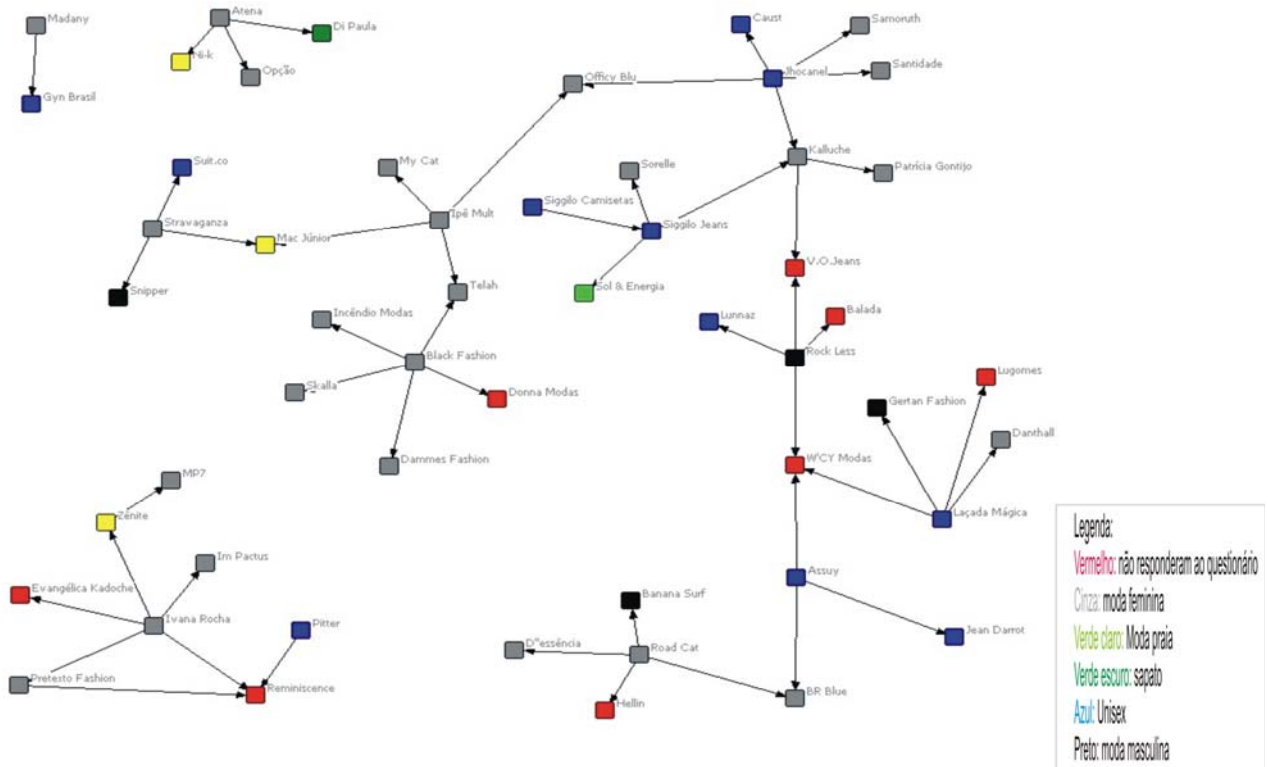 Madany
Gyn Brasil
Atena
Di Paula
Ni-k
Opção
Caust
Samoruth
Jhocanel
Santidade
Officy Blu
Kalluche
Patrícia Gontijo
Suit.co
My Cat
Sorelle
Siggilo Camisetas
Siggilo Jeans
Ipê Mult
Stravaganza
Mac Júnior
Snipper
Telah
Sol & Energia
V.O.Jeans
Incêndio Modas
Lunnaz
Balada
Black Fashion
Rock Less
Skalla
Donna Modas
Lugomes
Gertan Fashion
Danthall
Dammes Fashion
W'CY Modas
MP7
Zênite
Laçada Mágica
Im Pactus
Assuy
Evangélica Kadoche
Ivana Rocha
Pitter
Banana Surf
Jean Darrot
D"essência
Road Cat
Pretexto Fashion
Reminiscence
Hellin
BR Blue
Legenda:
Vermelho: não responderam ao questionário
Cinza: moda feminina
Verde claro: Moda praia
Verde escuro: sapato
Azul: Unisex
Preto: moda masculina